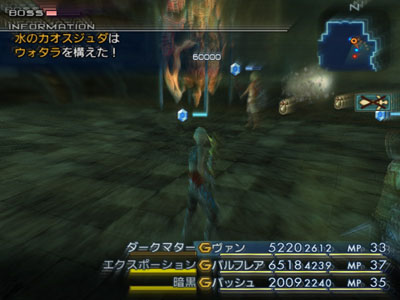 BOSS
INFORMATION
水のカオスジュダは
ウォタラを構えた!
N
60000
ダークマター Gヴァン 5220 2612 MP 33
エクスポーション Gバルフレア 6518 4239 MP 37
暗黒 Gバッシュ 2009 2240 MP 35